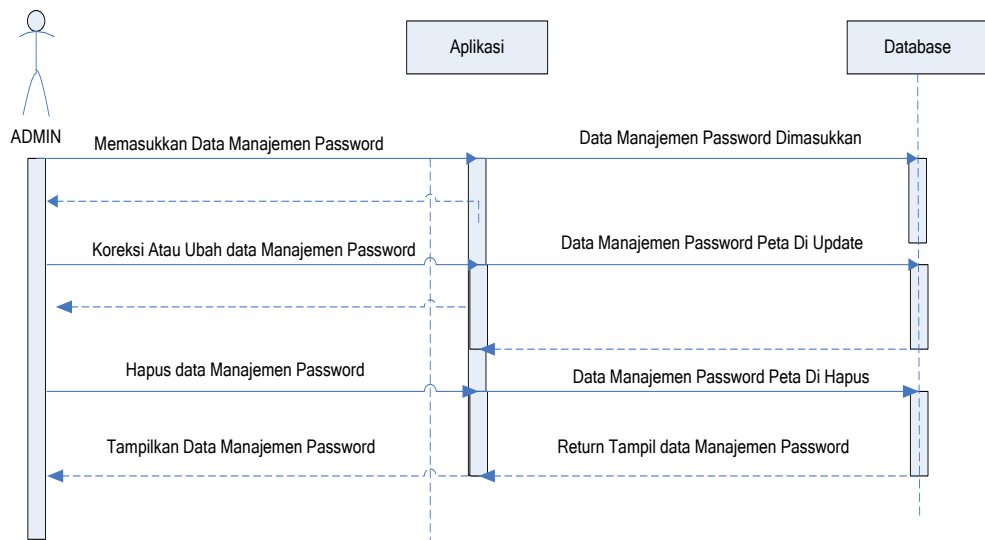 Aplikasi
Database
ADMIN
Memasukkan Data Manajemen Password
Data Manajemen Password Dimasukkan
Koreksi Atau Ubah data Manajemen Password
Data Manajemen Password Peta Di Update
Hapus data Manajemen Password
Data Manajemen Password Peta Di Hapus
Tampilkan Data Manajemen Password
Return Tampil data Manajemen Password